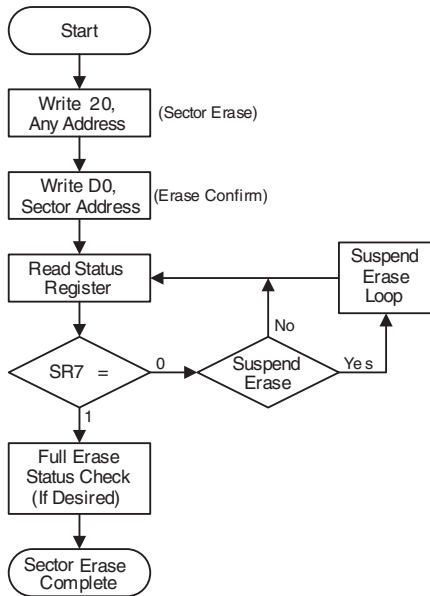 Start
Write 20,
Any Address
(Sector Erase)
Write D0,
Sector Address
(Erase Confirm)
Read Status
Register
Suspend
Erase
Loop
No
SR7 =
0
Suspend
Erase
Yes
1
Full Erase
Status Check
(If Desired)
Sector Erase
Complete